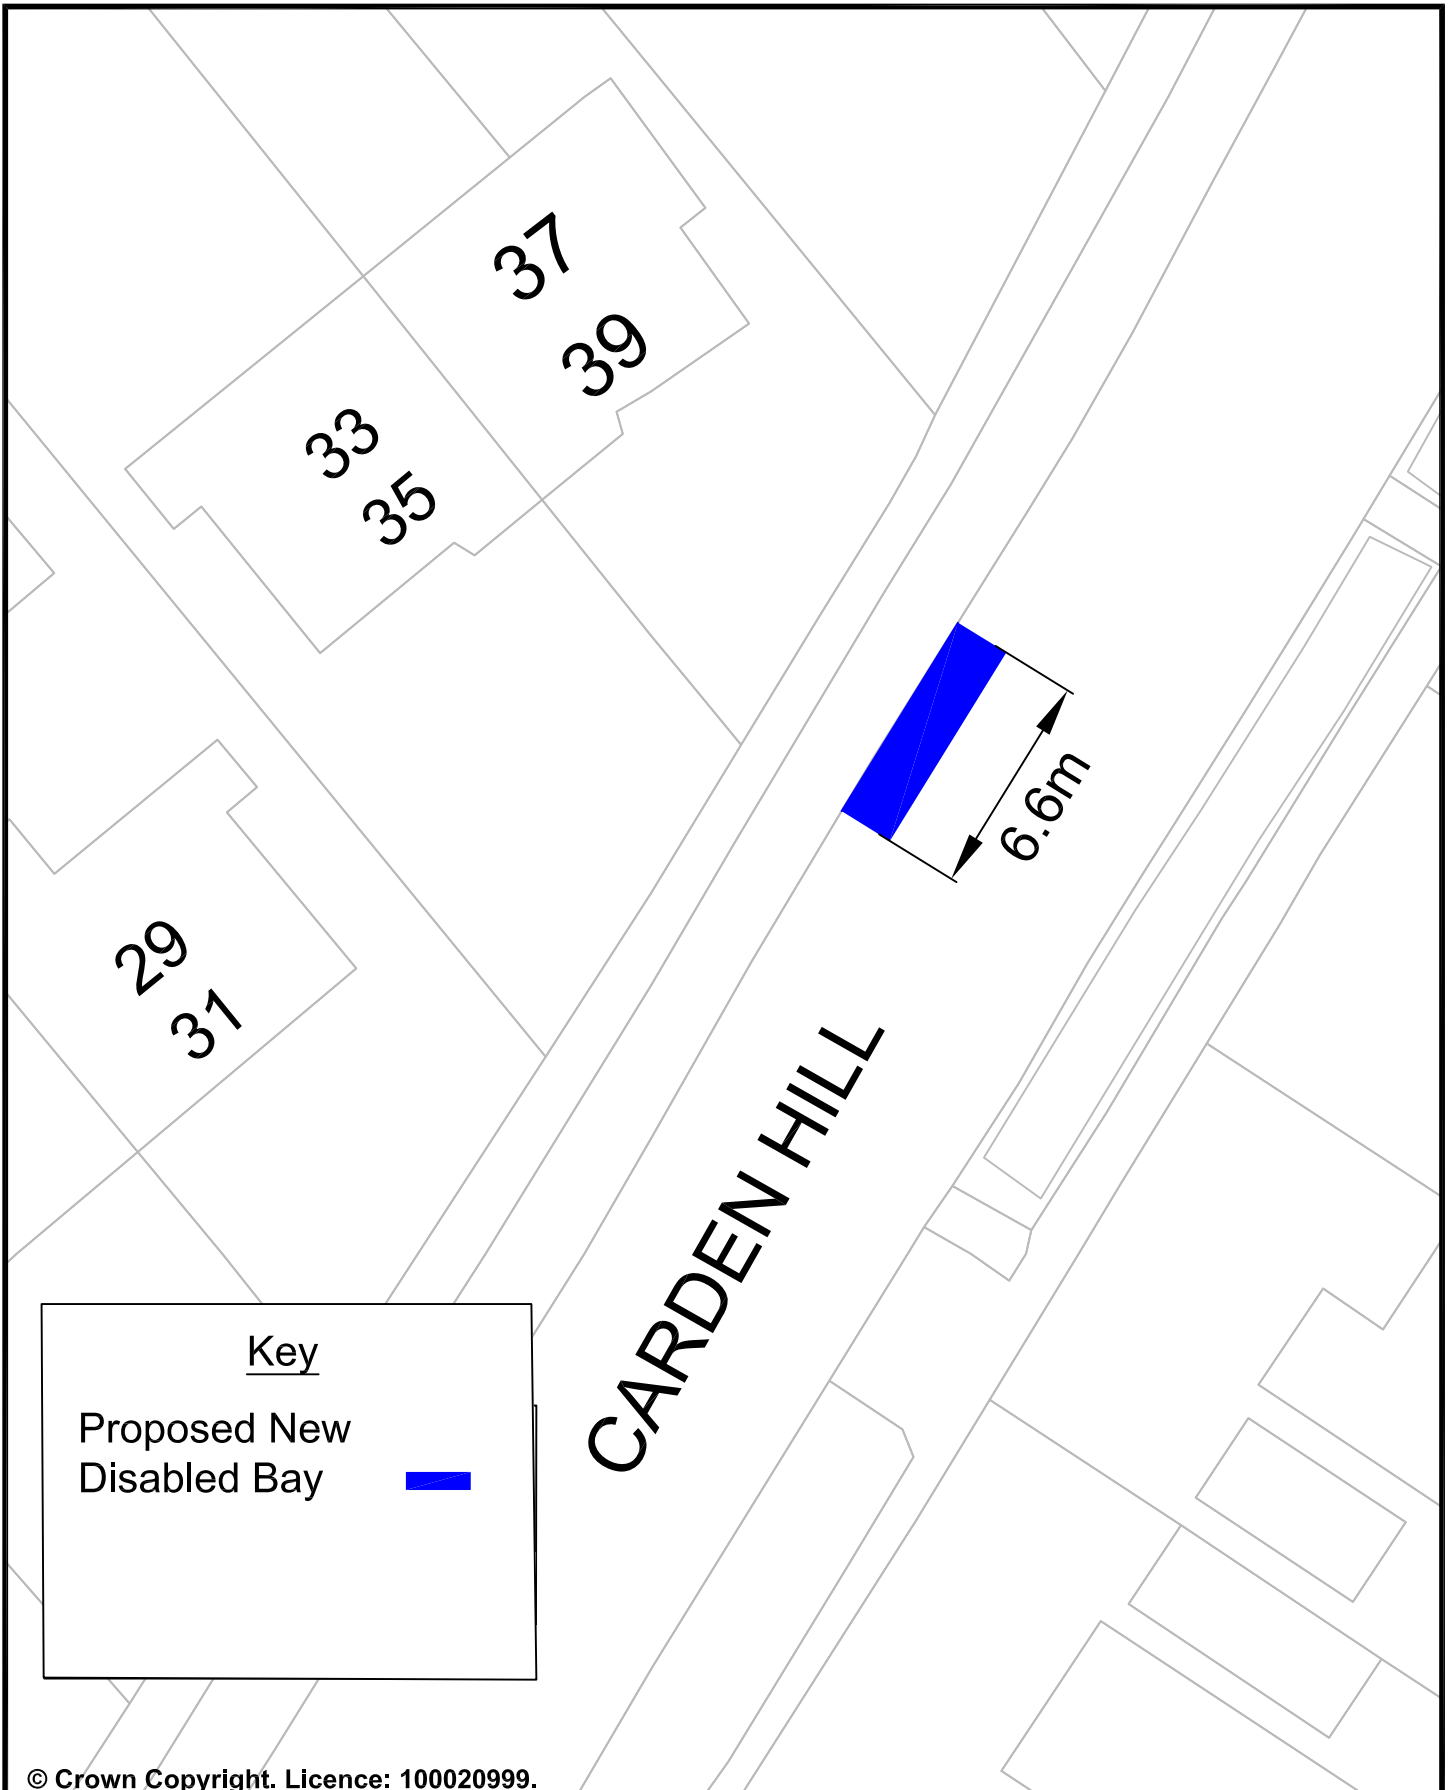 37
39
33
35
6.6m
29
31
CARDEN HILL
Key
Proposed New
Disabled Bay
© Crown Copyright. Licence: 100020999.